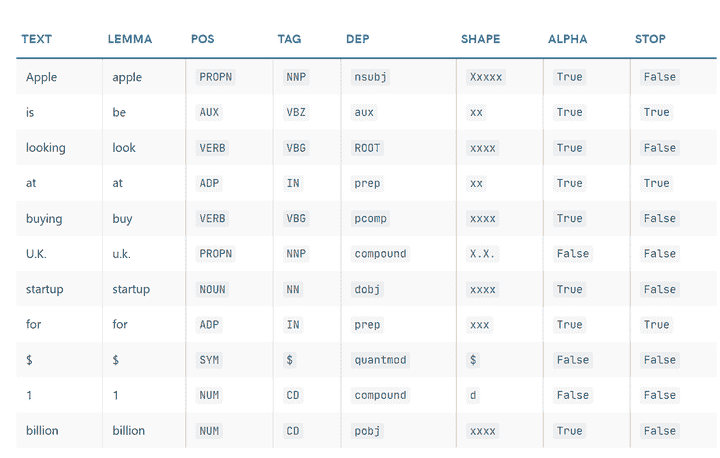 TEXT LEMMA POS TAG DEP SHAPE ALPHA STOP
Apple apple PROPN NNP nsubj Xxxxx True False
is be AUX VBZ aux xx True True
looking look VERB VBG ROOT xxxx True False
at at ADP IN prep xx True True
buying buy VERB VBG pcomp xxxx True False
U.K. u.k. PROPN NNP compound X.X. False False
startup startup NOUN NN dobj xxxx True False
for for ADP IN prep xxx True True
$ $ SYM $ quantmod $ False False
1 1 NUM CD compound d False False
billion billion NUM CD pobj xxxx True False